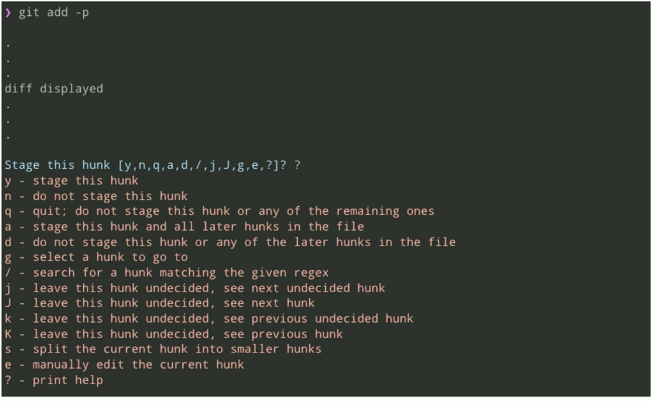 ❯ git add -p
.
.
.
diff displayed
.
.
.
Stage this hunk [y,n,q,a,d,/,j,J,g,e,?]? ?
y - stage this hunk
n - do not stage this hunk
q - quit; do not stage this hunk or any of the remaining ones
a - stage this hunk and all later hunks in the file
d - do not stage this hunk or any of the later hunks in the file
g - select a hunk to go to
/ - search for a hunk matching the given regex
j - leave this hunk undecided, see next undecided hunk
J - leave this hunk undecided, see next hunk
k - leave this hunk undecided, see previous undecided hunk
K - leave this hunk undecided, see previous hunk
s - split the current hunk into smaller hunks
e - manually edit the current hunk
? - print help